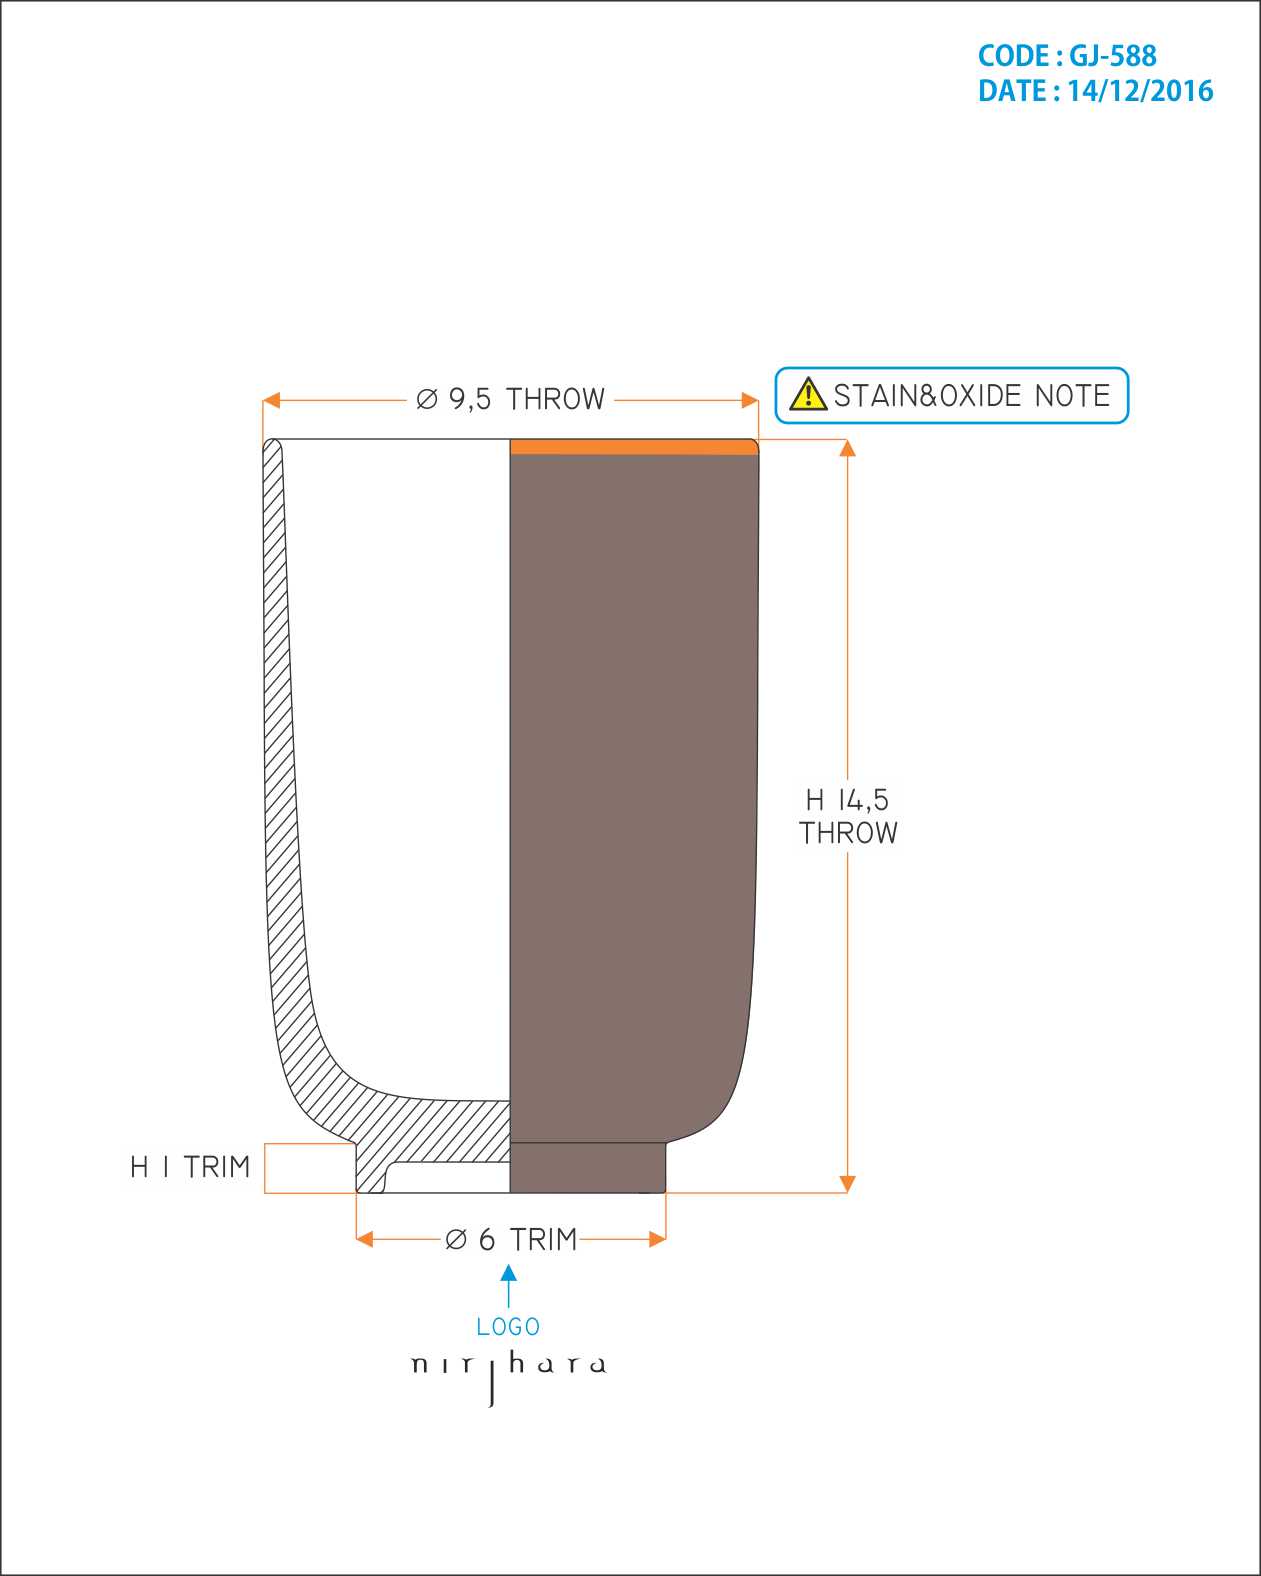 CODE : GJ-588
DATE : 14/12/2016
Ø 9,5 THROW
STAIN&OXIDE NOTE
H 14,5
THROW
H 1 TRIM
Ø 6 TRIM
LOGO
nirjhara